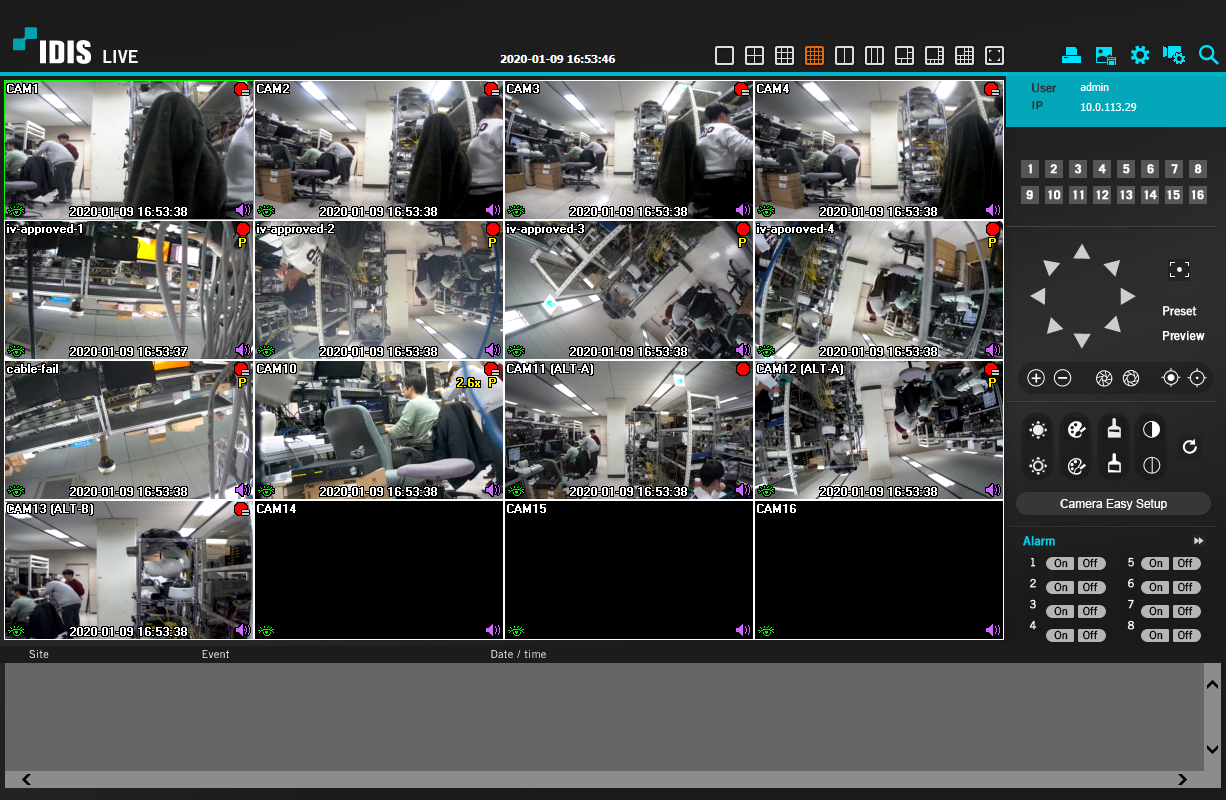 IDIS LIVE
2020-01-09 16:53:46
User admin
IP 10.0.113.29
CAM1
CAM2
CAM3
CAM4
2020-01-09 16:53:38
2020-01-09 16:53:38
2020-01-09 16:53:38
2020-01-09 16:53:38
iv-approved-1
P
iv-approved-2
P
iv-approved-3
P
iv-aporoved-4
P
2020-01-09 16:53:37
2020-01-09 16:53:38
2020-01-09 16:53:38
2020-01-09 16:53:38
cable-fail
P
CAM10
2.6x P
CAM11 (ALT-A)
CAM12 (ALT-A)
P
2020-01-09 16:53:38
2020-01-09 16:53:38
2020-01-09 16:53:38
2020-01-09 16:53:38
CAM13 (ALT-B)
CAM14
CAM15
CAM16
2020-01-09 16:53:38
1 2 3 4 5 6 7 8
9 10 11 12 13 14 15 16
Preset
Preview
Camera Easy Setup
Alarm
1 On Off 5 On Off
2 On Off 6 On Off
3 On Off 7 On Off
4 On Off 8 On Off
Site Event Date / time